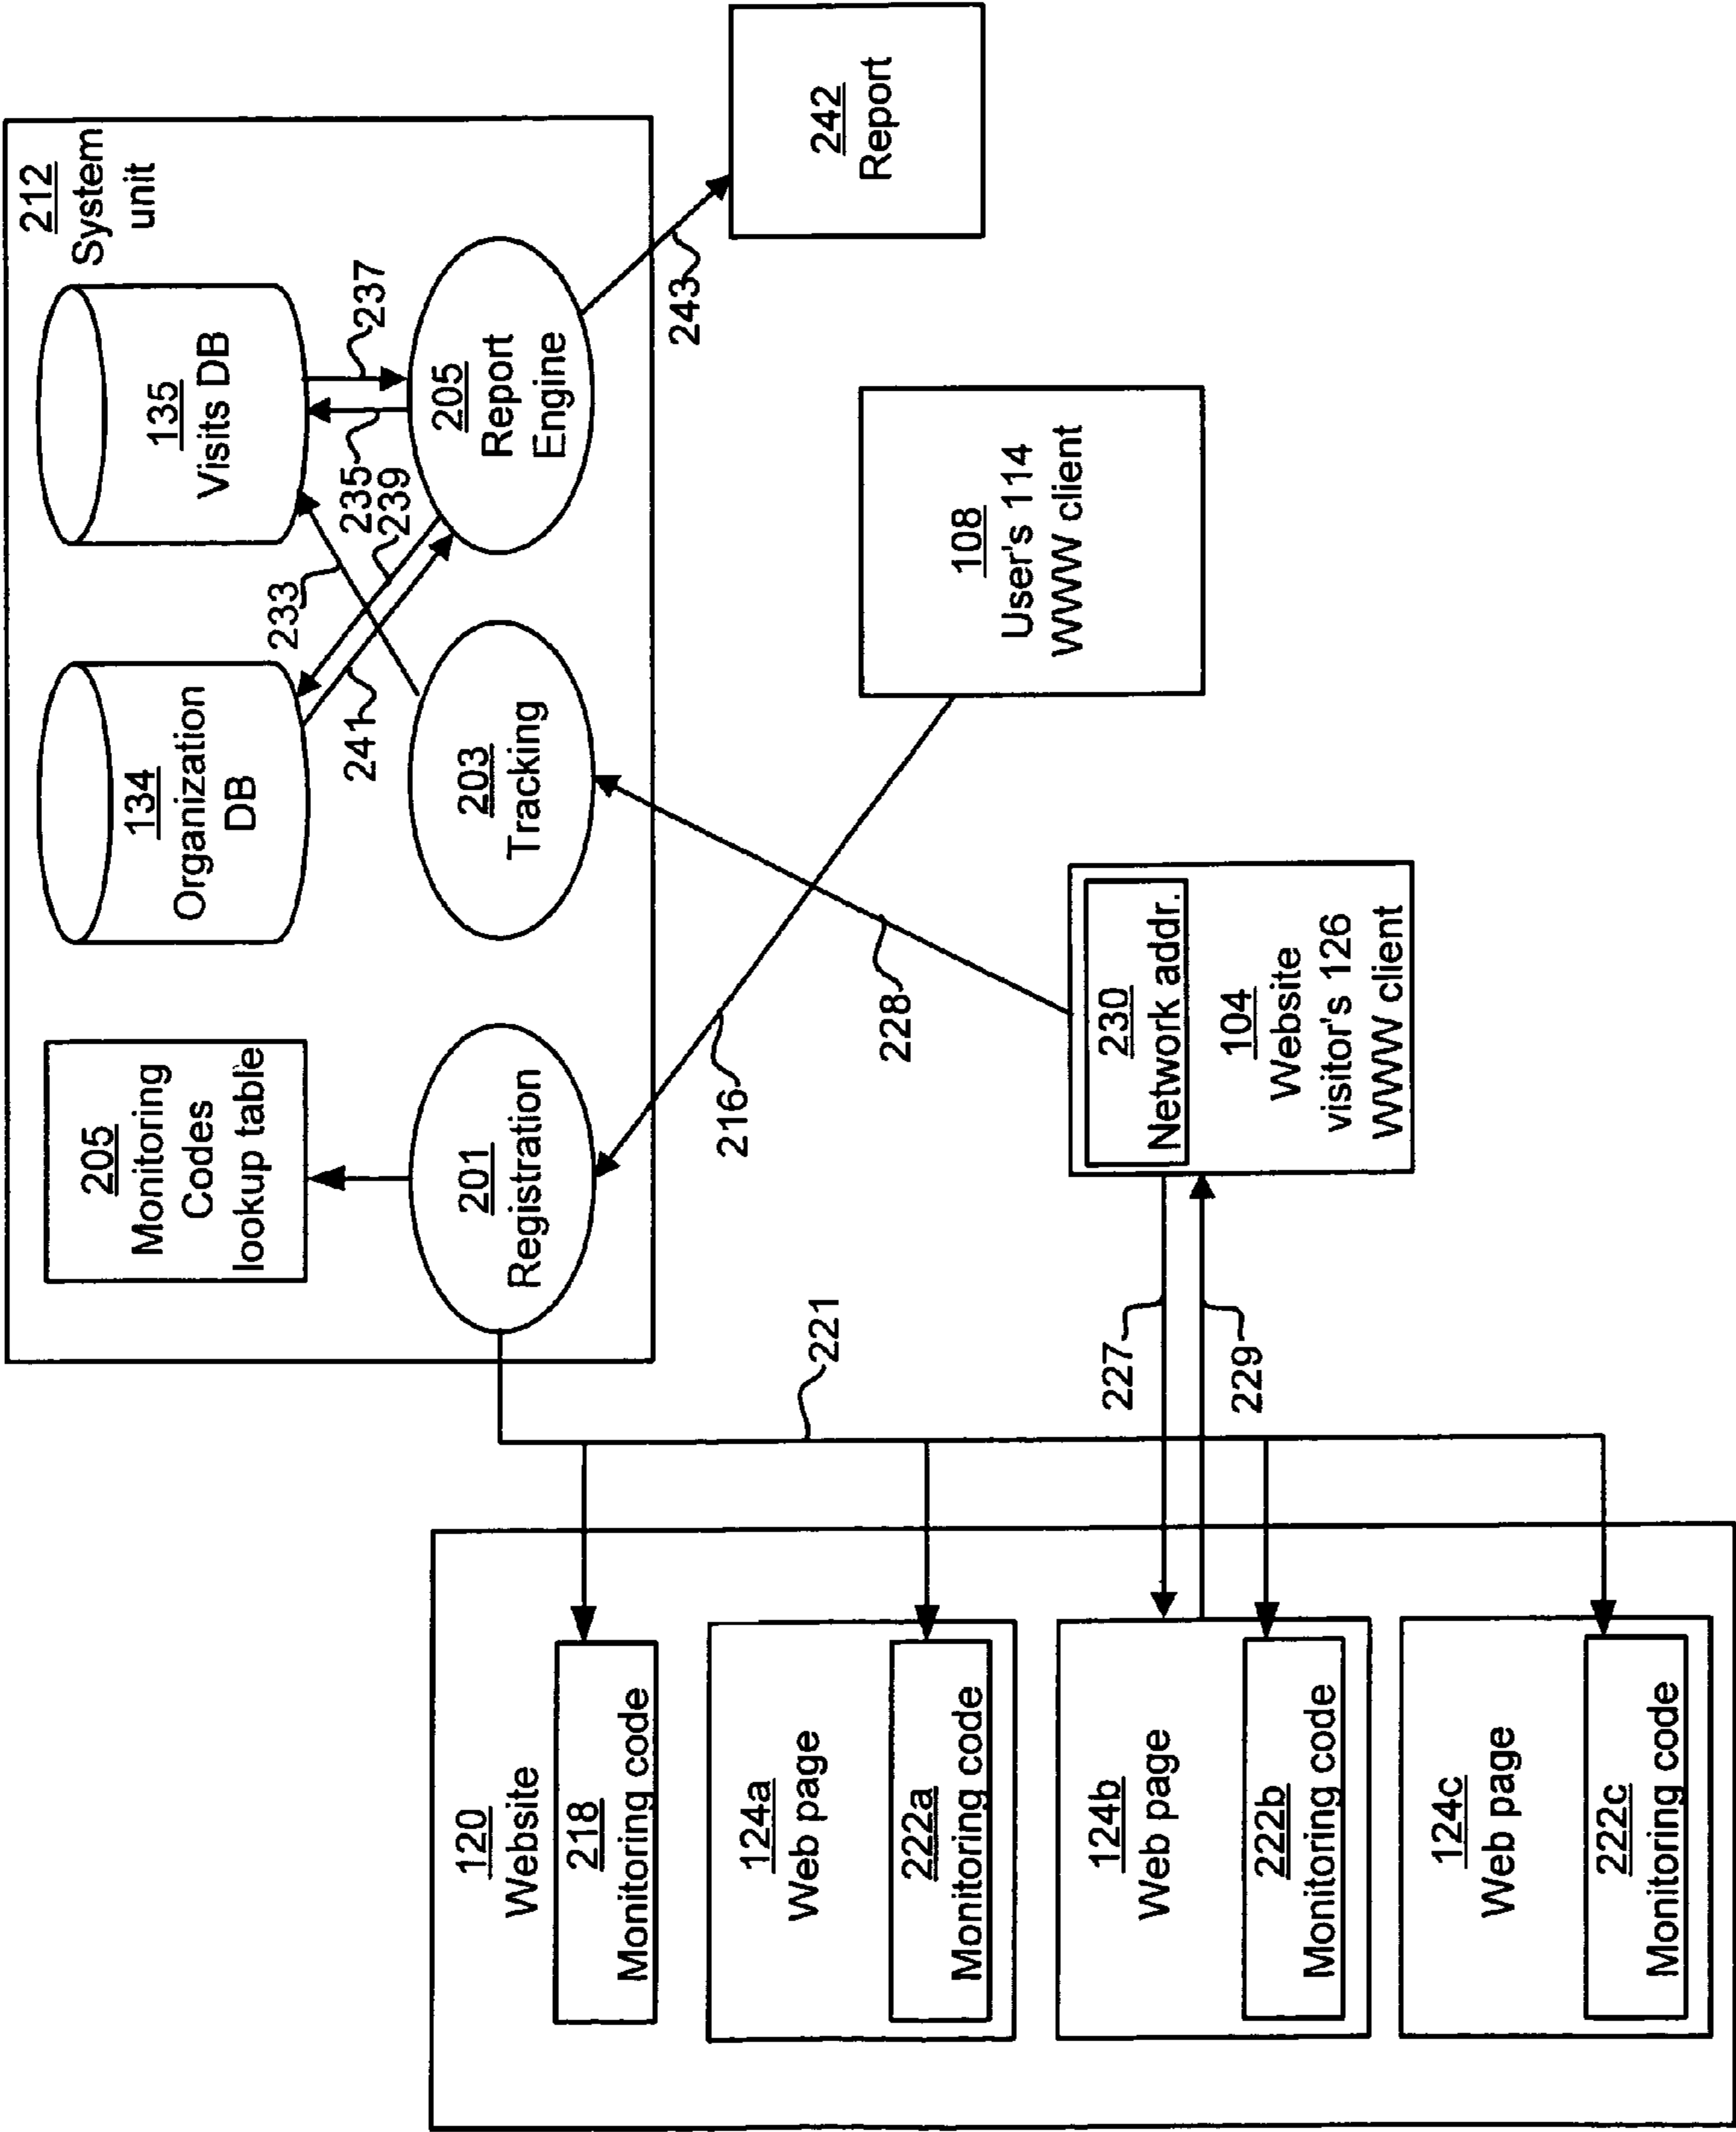 212
System
unit
205
Monitoring
Codes
lookup table
134
Organization
DB
135
Visits DB
233
241
235
239
237
201
Registration
203
Tracking
205
Report
Engine
243
242
Report
221
216
228
108
User's 114
WWW client
120
Website
218
Monitoring code
124a
Web page
222a
Monitoring code
124b
Web page
222b
Monitoring code
124c
Web page
222c
Monitoring code
227
229
230
Network addr.
104
Website
visitor's 126
WWW client